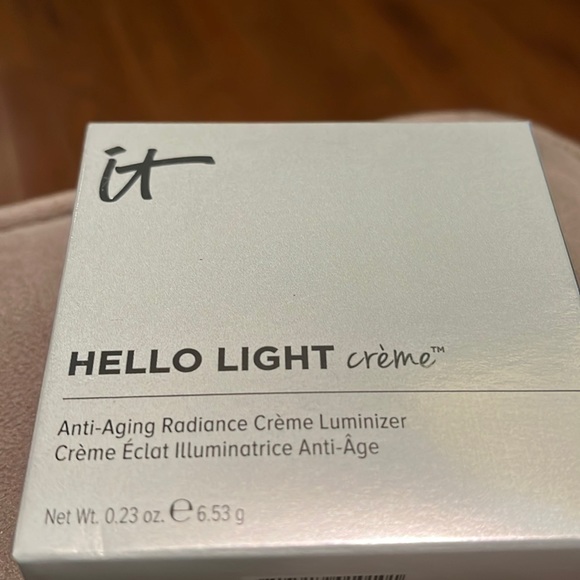 it
HELLO LIGHT crème™
Anti-Aging Radiance Crème Luminizer
Crème Éclat Illuminatrice Anti-Âge
Net Wt. 0.23 oz. ℮ 6.53 g